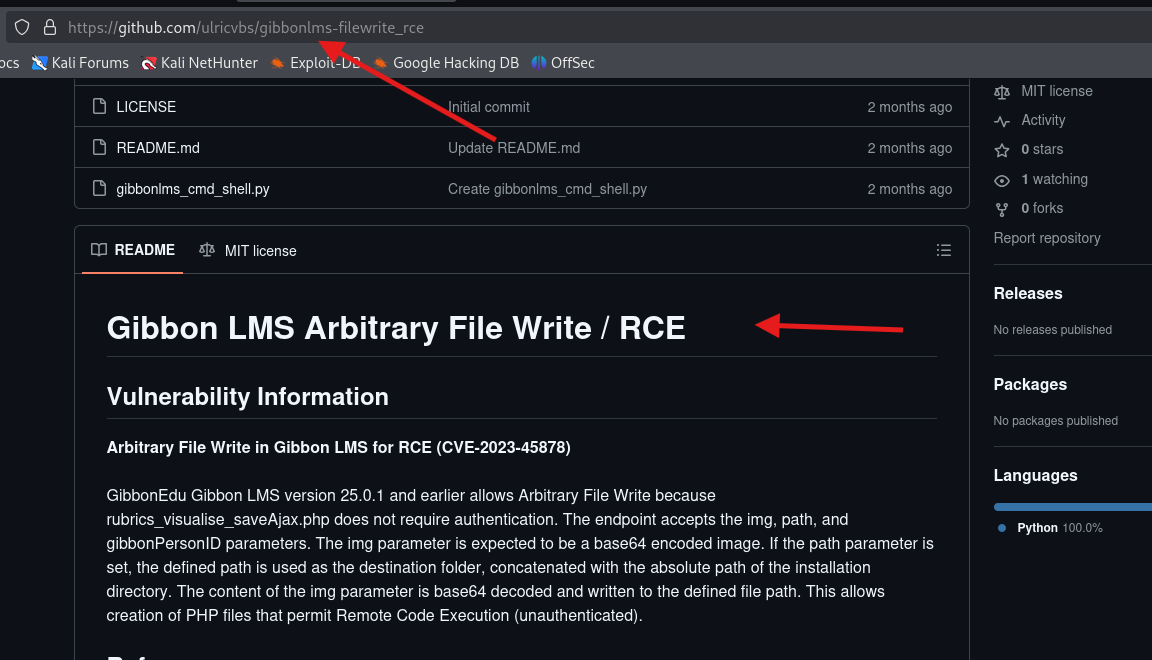 https://github.com/ulricvbs/gibbonlms-filewrite_rce
ocs Kali Forums Kali NetHunter Exploit-DB Google Hacking DB OffSec
LICENSE Initial commit 2 months ago
README.md Update README.md 2 months ago
gibbonlms_cmd_shell.py Create gibbonlms_cmd_shell.py 2 months ago
README MIT license
Gibbon LMS Arbitrary File Write / RCE
Vulnerability Information
Arbitrary File Write in Gibbon LMS for RCE (CVE-2023-45878)
GibbonEdu Gibbon LMS version 25.0.1 and earlier allows Arbitrary File Write because
rubrics_visualise_saveAjax.php does not require authentication. The endpoint accepts the img, path, and
gibbonPersonID parameters. The img parameter is expected to be a base64 encoded image. If the path parameter is
set, the defined path is used as the destination folder, concatenated with the absolute path of the installation
directory. The content of the img parameter is base64 decoded and written to the defined file path. This allows
creation of PHP files that permit Remote Code Execution (unauthenticated).
MIT license
Activity
0 stars
1 watching
0 forks
Report repository
Releases
No releases published
Packages
No packages published
Languages
Python 100.0%